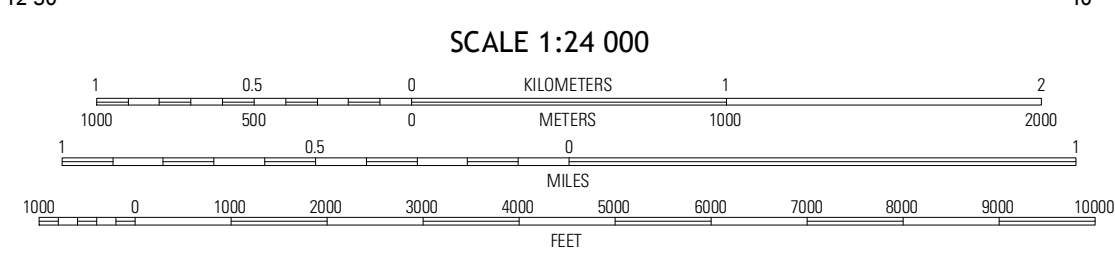 SCALE 1:24 000
1 0.5 0 KILOMETERS 1 2
1000 500 0 METERS 1000 2000
1 0.5 0 1
MILES
1000 0 1000 2000 3000 4000 5000 6000 7000 8000 9000 10000
FEET